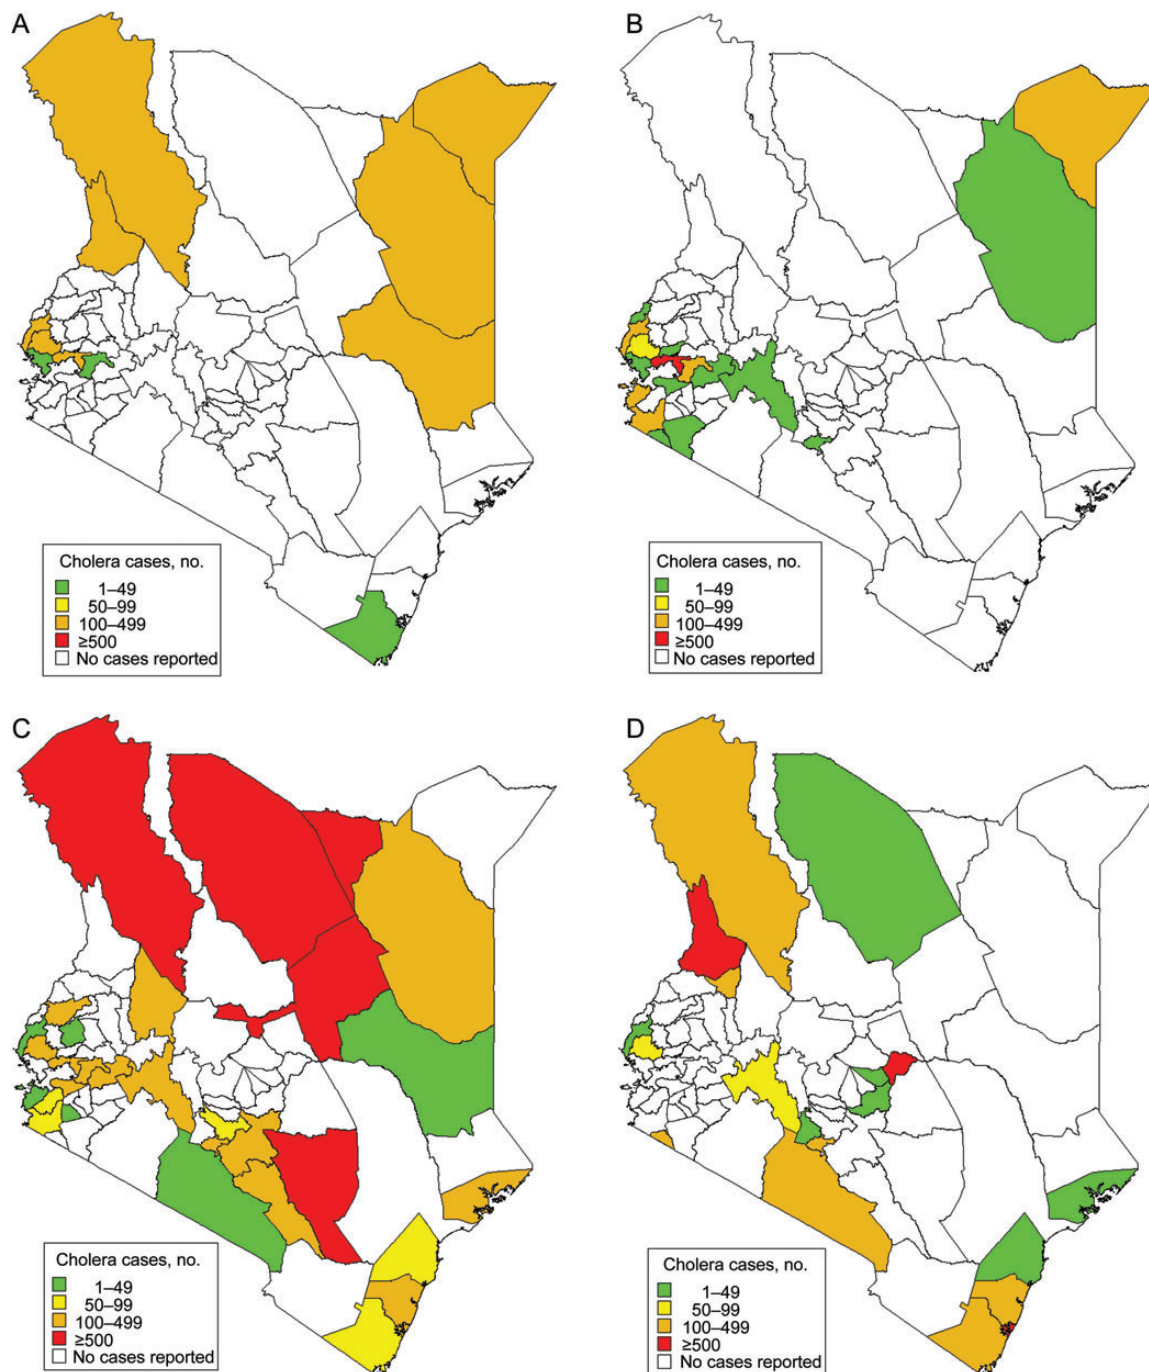 A
B
Cholera cases, no.
1–49
50–99
100–499
≥500
No cases reported
Cholera cases, no.
1–49
50–99
100–499
≥500
No cases reported
C
D
Cholera cases, no.
1–49
50–99
100–499
≥500
No cases reported
Cholera cases, no.
1–49
50–99
100–499
≥500
No cases reported